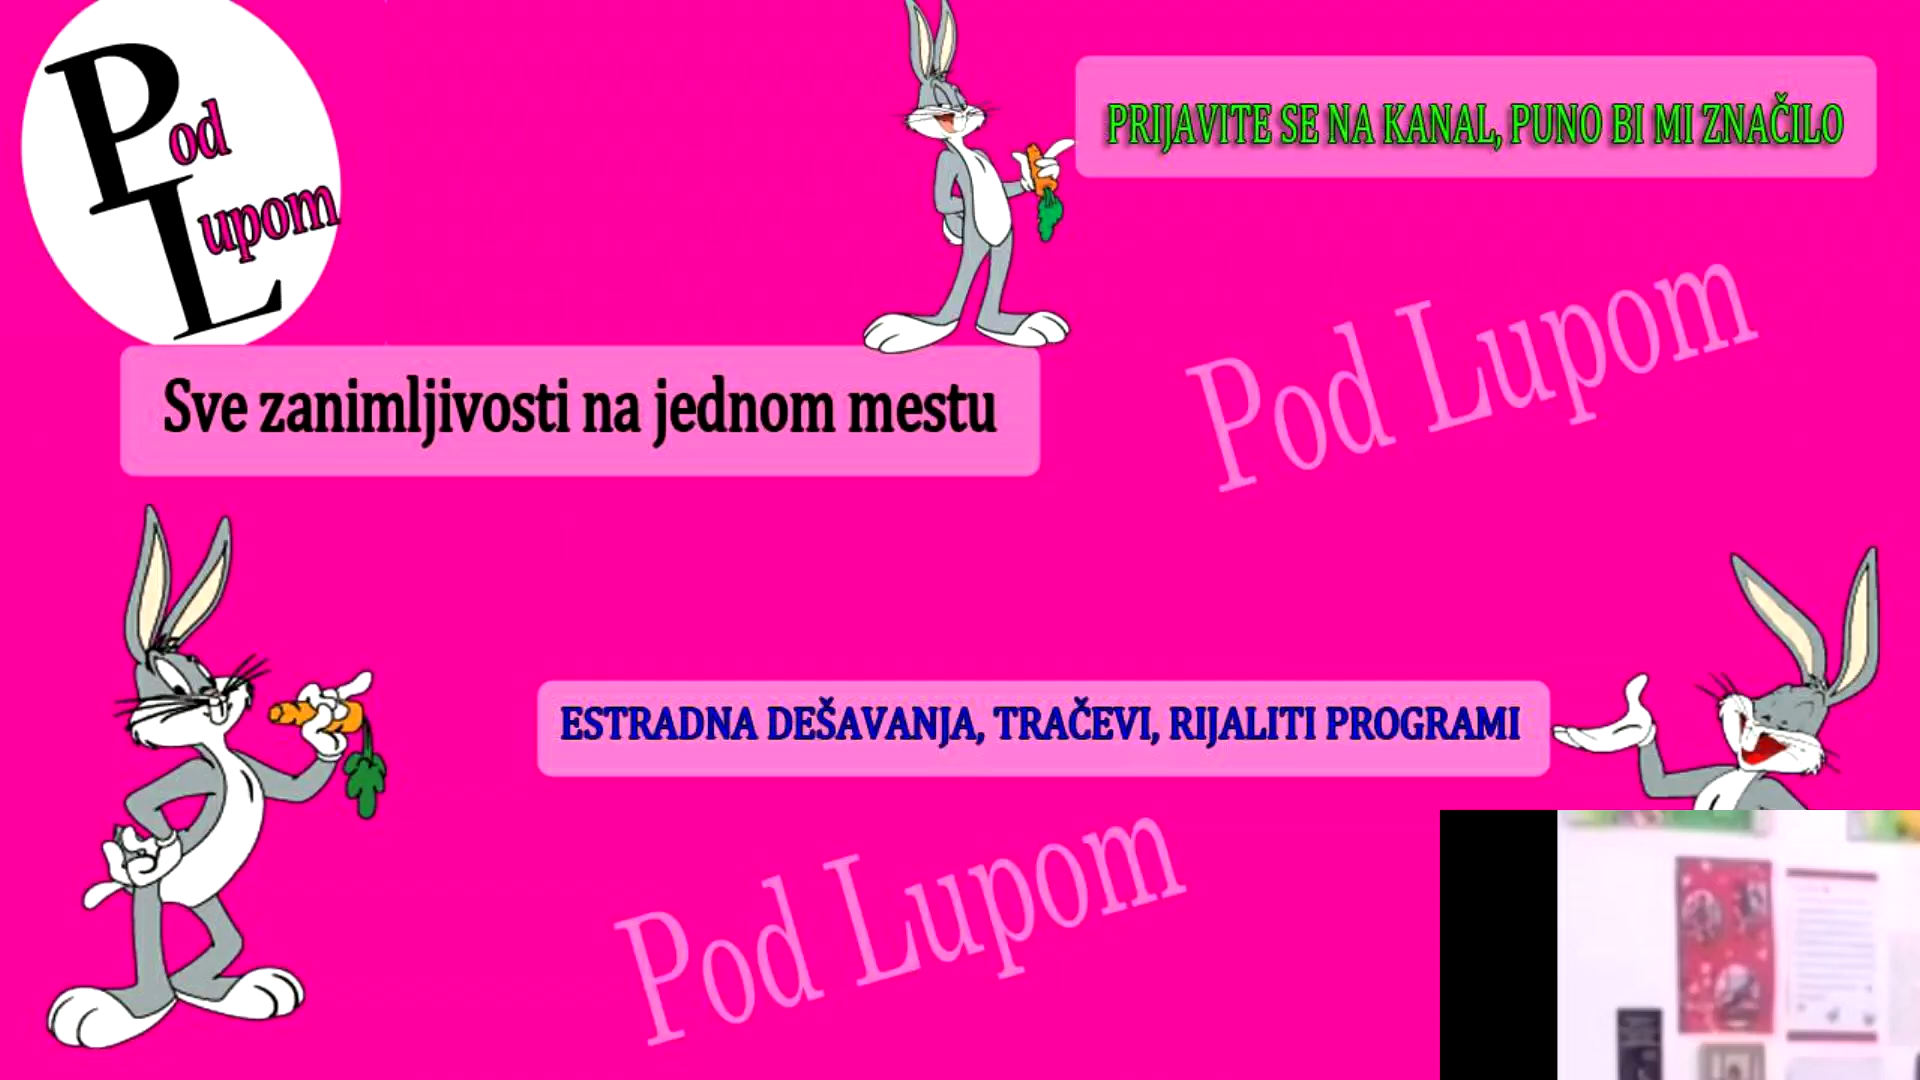 Pod
Lupom
PRIJAVITE SE NA KANAL, PUNO BI MI ZNAČILO
Sve zanimljivosti na jednom mestu
Pod Lupom
ESTRADNA DEŠAVANJA, TRAČEVI, RIJALITI PROGRAMI
Pod Lupom